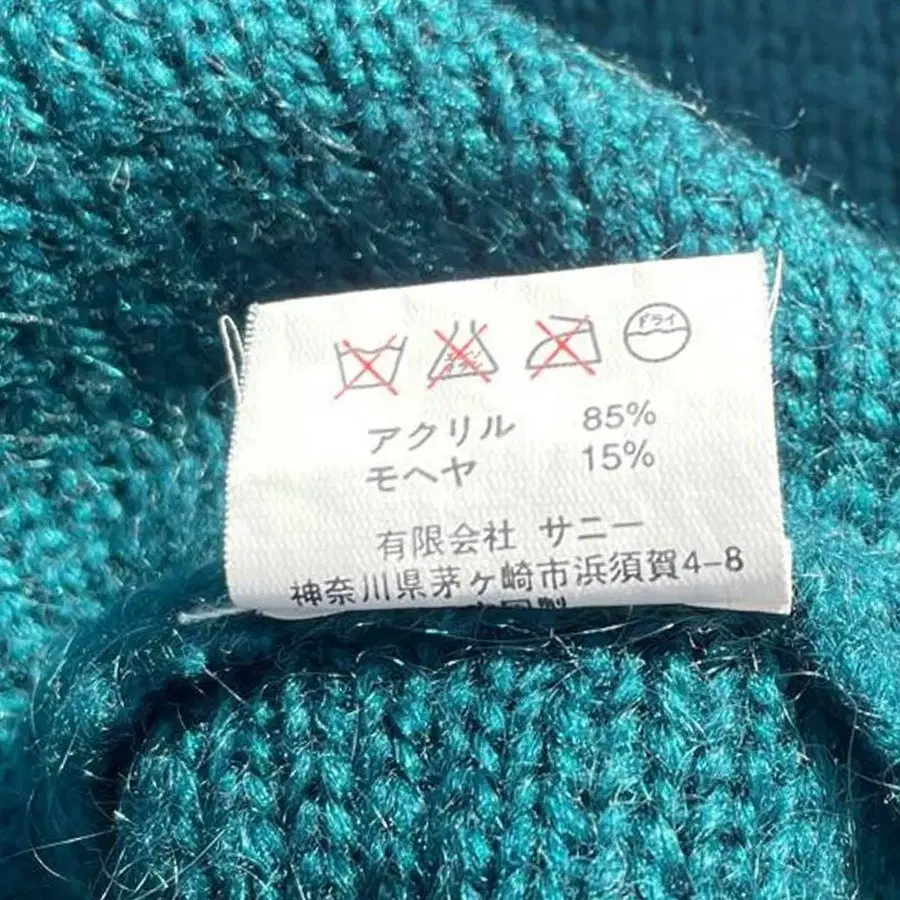 ドライ
アクリル 85%
モヘヤ 15%
有限会社 サニー
神奈川県茅ヶ崎市浜須賀4-8